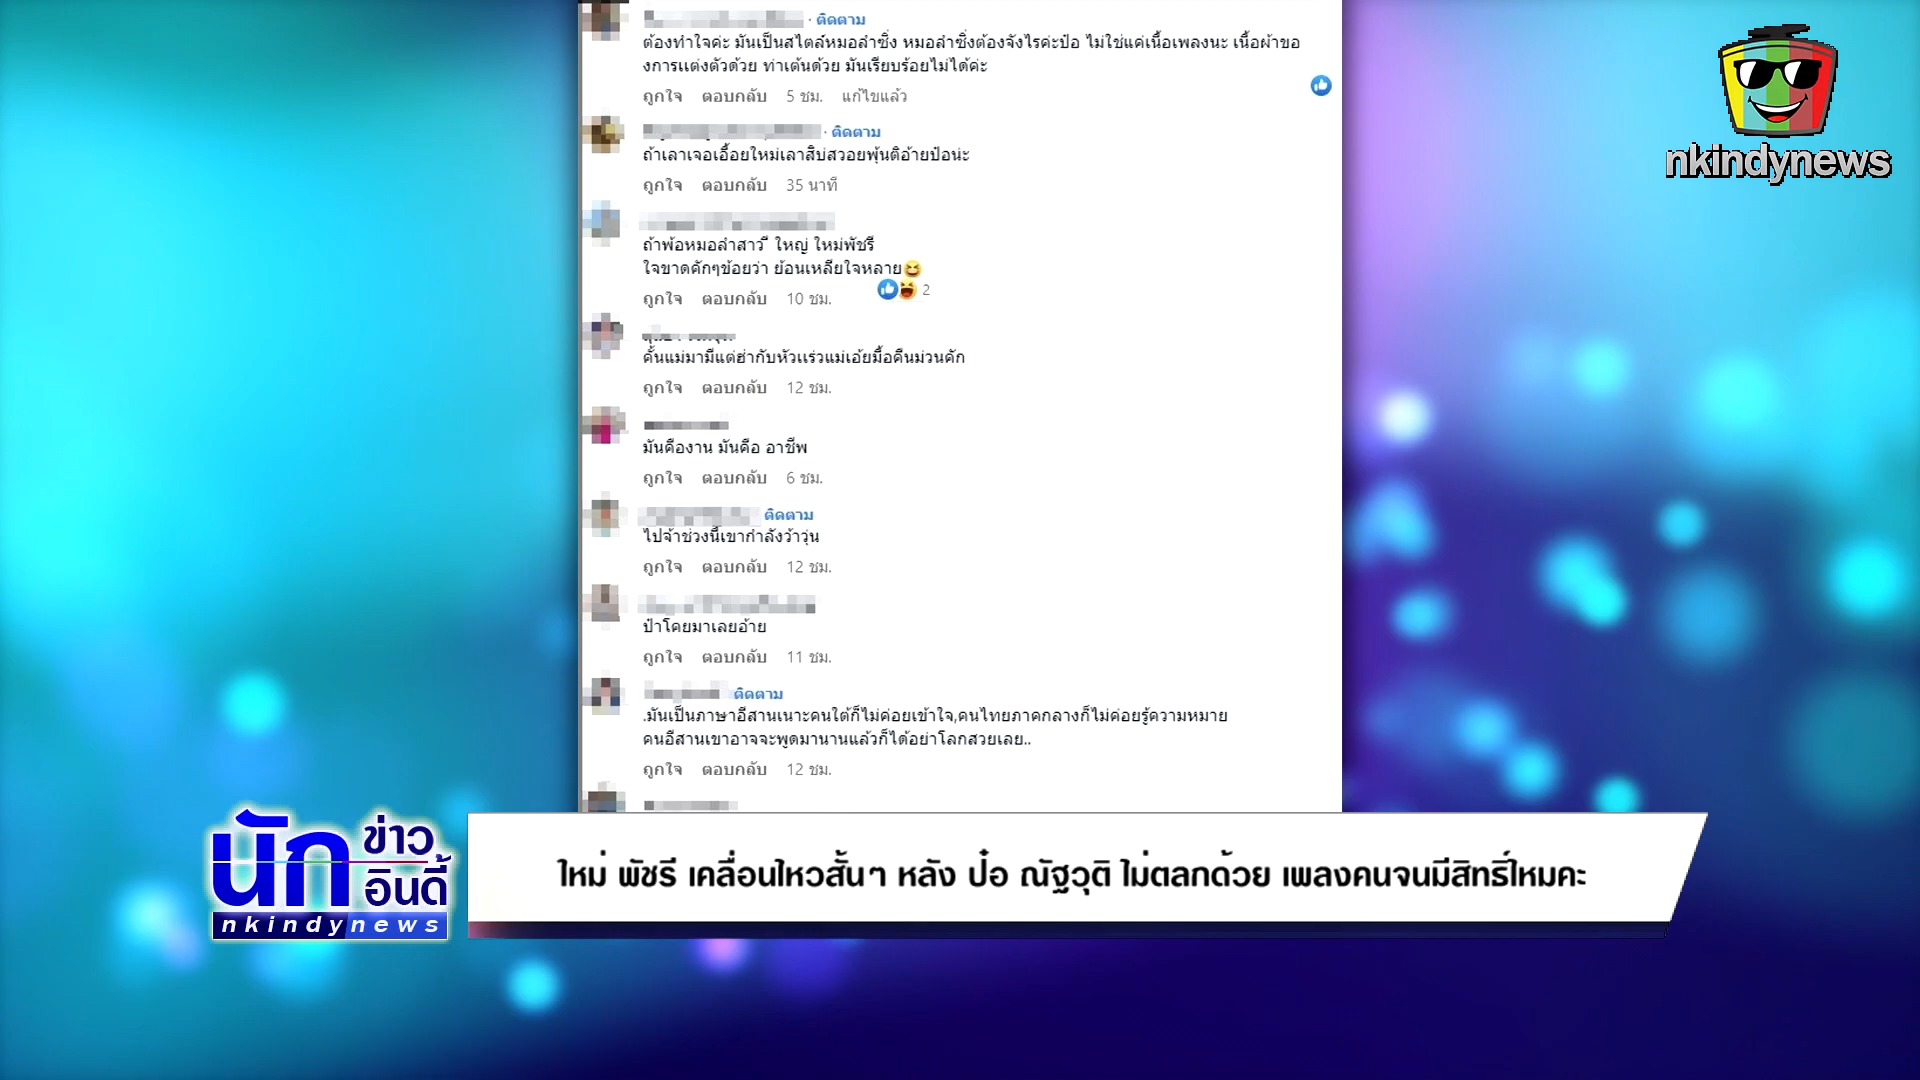 ติดตาม
ต้องทำใจค่ะ มันเป็นสไตล์หมอลำซิ่ง หมอลำซิ่งต้องจังไรค่ะป๋อ ไม่ใช่แค่เนื้อเพลงนะ เนื้อผ้าขอ
งการแต่งตัวด้วย ท่าเต้นด้วย มันเรียบร้อยไม่ได้ค่ะ
ถูกใจ ตอบกลับ 5 ชม. แก้ไขแล้ว
ติดตาม
ถ้าเลาเจอเอื้อยใหม่เลาสิบ่สวอยพุ้นติอ้ายป๋อน่ะ
ถูกใจ ตอบกลับ 35 นาที
ถ้าพ้อหมอลำสาว ี ใหญ่ ใหม่พัชรี
ใจขาดคักๆข้อยว่า ย้อนเหลียใจหลาย😆
2
ถูกใจ ตอบกลับ 10 ชม.
คั้นแม่มามีแต่ฮ่ากับหัวแร่วแม่เอ้ยมื้อคืนม่วนคัก
ถูกใจ ตอบกลับ 12 ชม.
มันคืองาน มันคือ อาชีพ
ถูกใจ ตอบกลับ 6 ชม.
ติดตาม
ไปจ้าช่วงนี้เขากำลังว้าวุ่น
ถูกใจ ตอบกลับ 12 ชม.
ป๋าโคยมาเลยอ้าย
ถูกใจ ตอบกลับ 11 ชม.
ติดตาม
.มันเป็นภาษาอีสานเนาะคนใต้ก็ไม่ค่อยเข้าใจ,คนไทยภาคกลางก็ไม่ค่อยรู้ความหมาย
คนอีสานเขาอาจจะพูดมานานแล้วก็ได้อย่าโลกสวยเลย..
ถูกใจ ตอบกลับ 12 ชม.
nkindynews
นักข่าวอินดี้
nkindynews
ใหม่ พัชรี เคลื่อนไหวสั้นๆ หลัง ป๋อ ณัฐวุติ ไม่ตลกด้วย เพลงคนจนมีสิทธิ์ไหมคะ